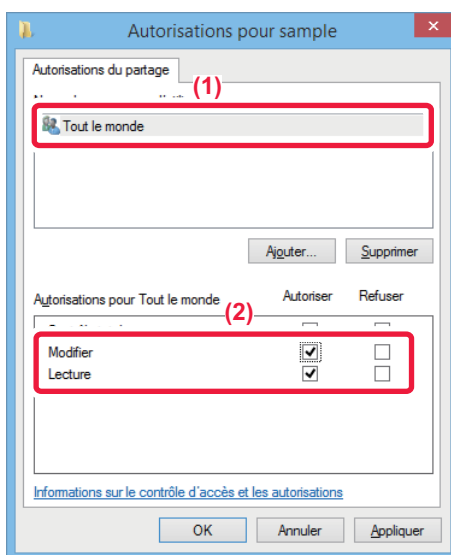 Autorisations pour sample
Autorisations du partage
(1)
Tout le monde
Ajouter... Supprimer
Autorisations pour Tout le monde Autoriser Refuser
(2)
Modifier
Lecture
Informations sur le contrôle d'accès et les autorisations
OK Annuler Appliquer